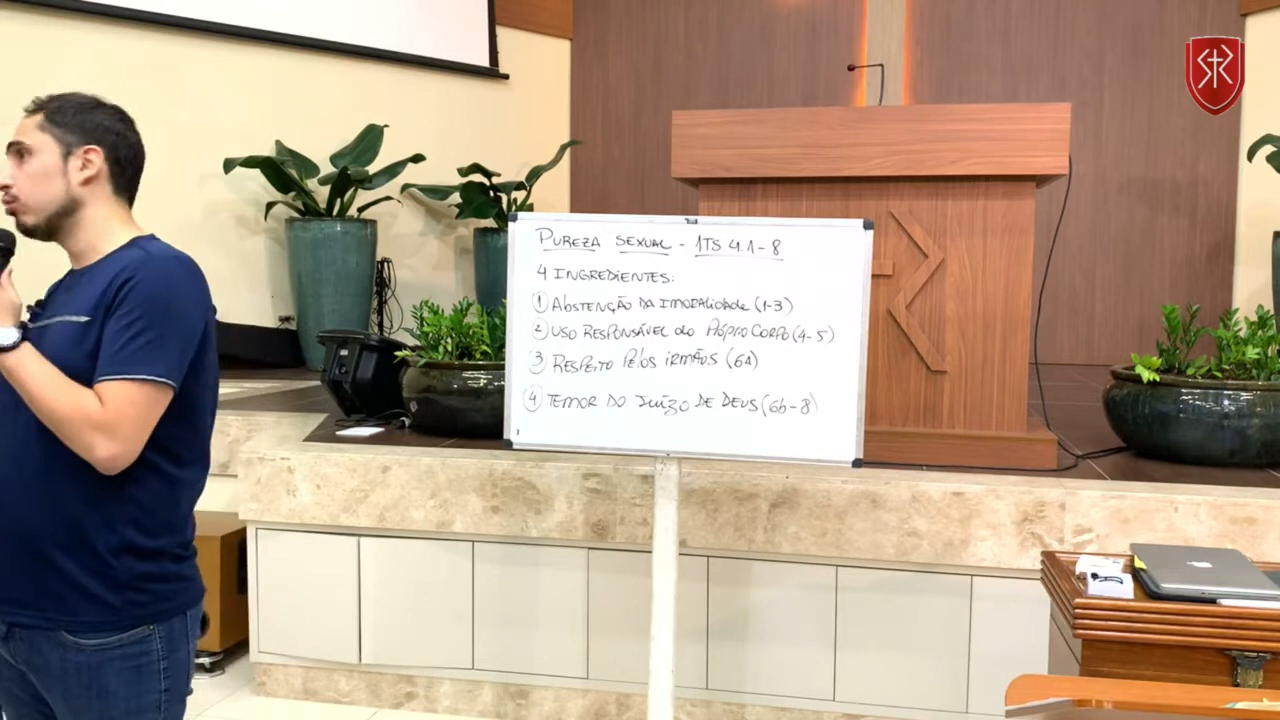 PUREZA SEXUAL - 1TS 4.1-8
4 INGREDIENTES:
1 ABSTENÇÃO DA IMORALIDADE (1-3)
2 USO RESPONSÁVEL do PRÓPRIO CORPO (4-5)
3 RESPEITO PELOS IRMÃOS (6A)
4 TEMOR DO JUÍZO DE DEUS (6b-8)